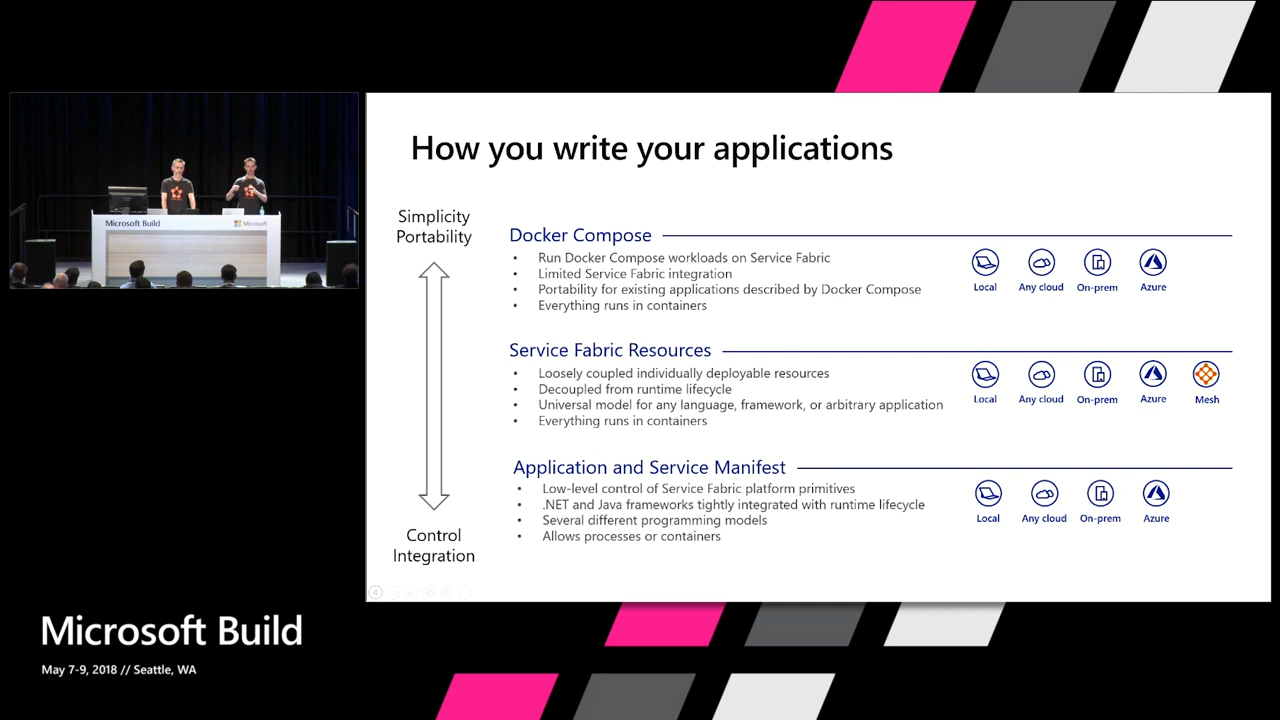 How you write your applications
Simplicity
Portability
Docker Compose
• Run Docker Compose workloads on Service Fabric
• Limited Service Fabric integration
• Portability for existing applications described by Docker Compose
• Everything runs in containers
Local
Any cloud
On-prem
Azure
Service Fabric Resources
• Loosely coupled individually deployable resources
• Decoupled from runtime lifecycle
• Universal model for any language, framework, or arbitrary application
• Everything runs in containers
Local
Any cloud
On-prem
Azure
Mesh
Application and Service Manifest
• Low-level control of Service Fabric platform primitives
• .NET and Java frameworks tightly integrated with runtime lifecycle
• Several different programming models
• Allows processes or containers
Local
Any cloud
On-prem
Azure
Control
Integration
Microsoft Build
Microsoft
Microsoft Build
May 7-9, 2018 // Seattle, WA